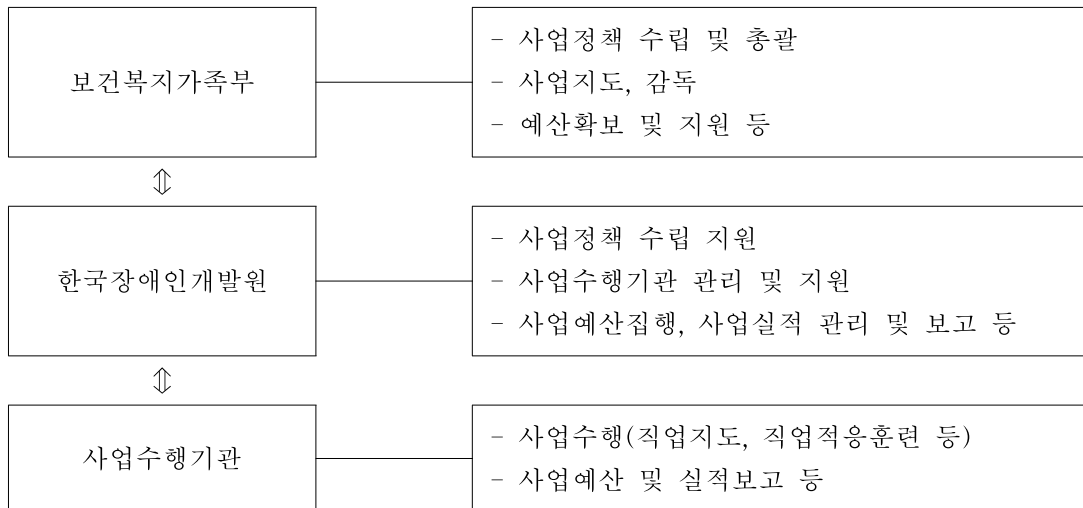 보건복지가족부
- 사업정책 수립 및 총괄
- 사업지도, 감독
- 예산확보 및 지원 등
⇕
한국장애인개발원
- 사업정책 수립 지원
- 사업수행기관 관리 및 지원
- 사업예산집행, 사업실적 관리 및 보고 등
⇕
사업수행기관
- 사업수행(직업지도, 직업적응훈련 등)
- 사업예산 및 실적보고 등